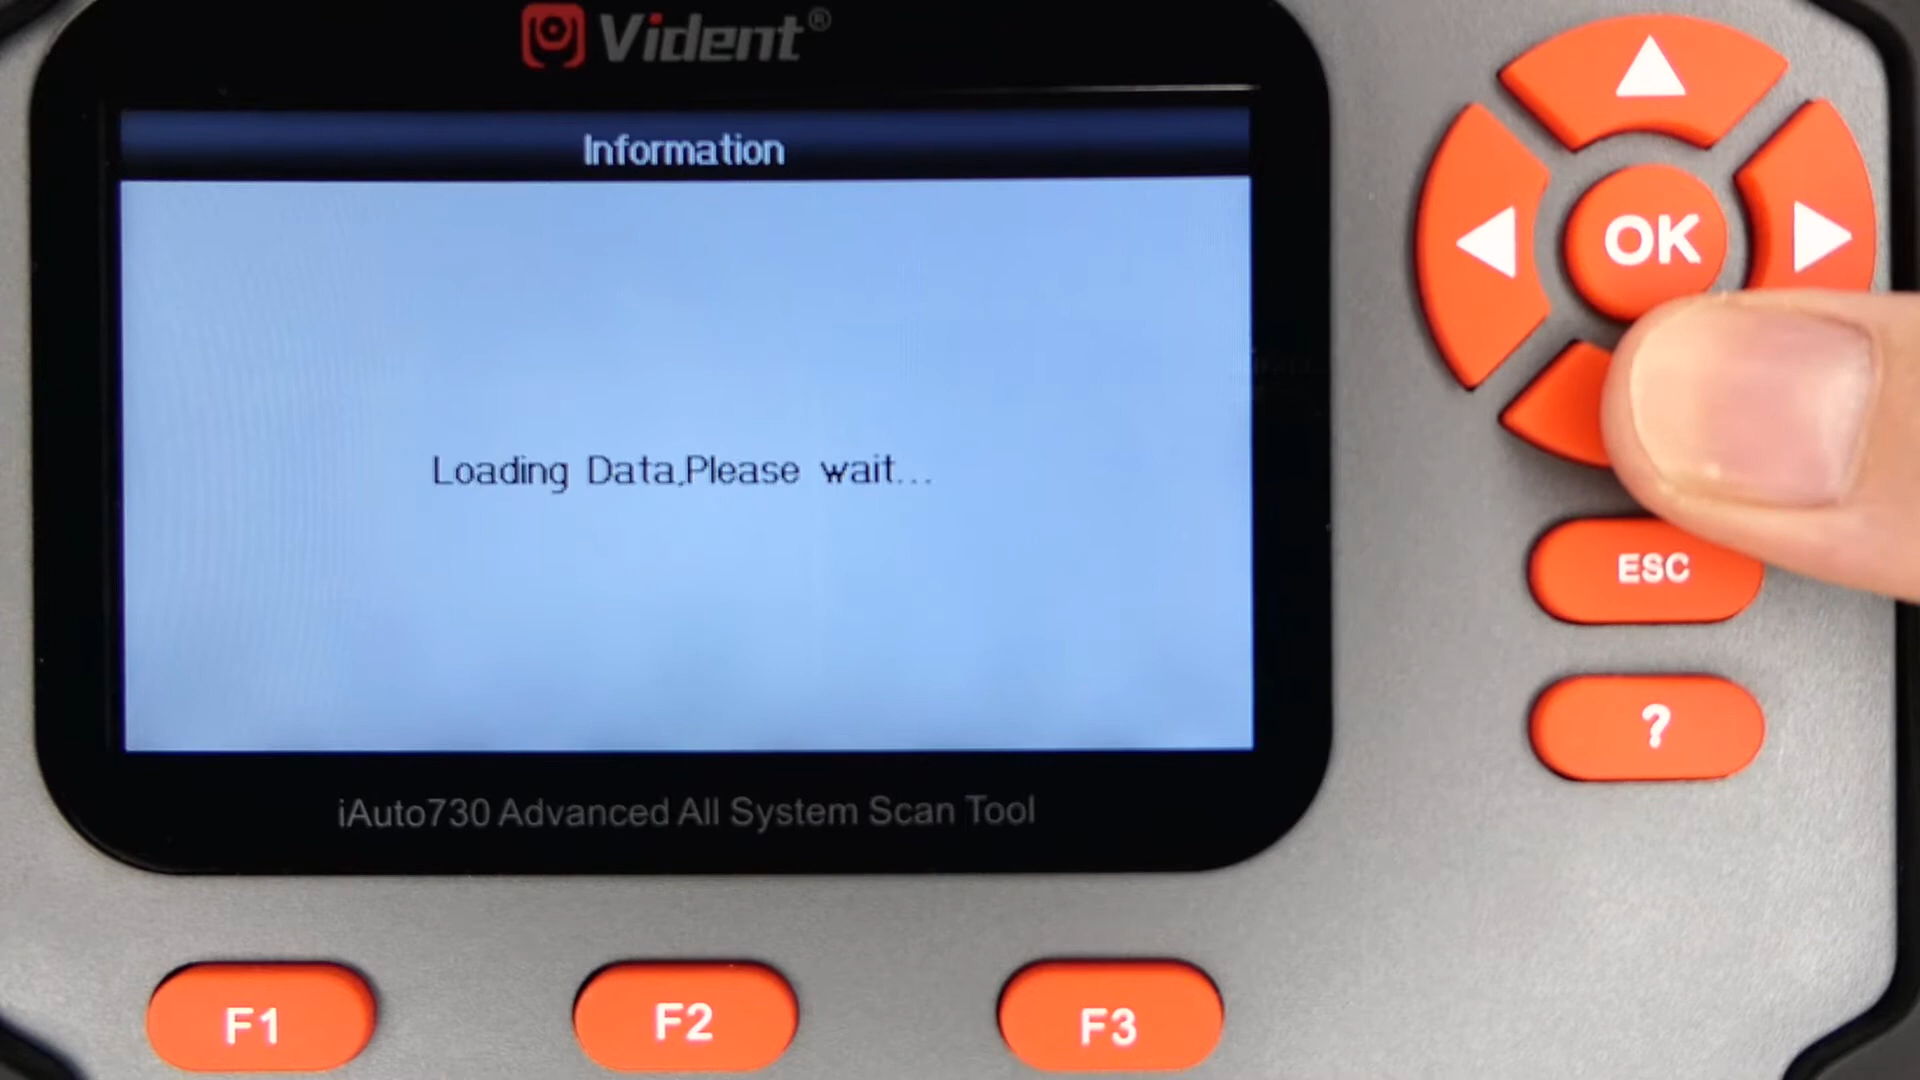 Vident®
Information
Loading Data,Please wait...
iAuto730 Advanced All System Scan Tool
OK
ESC
?
F1
F2
F3